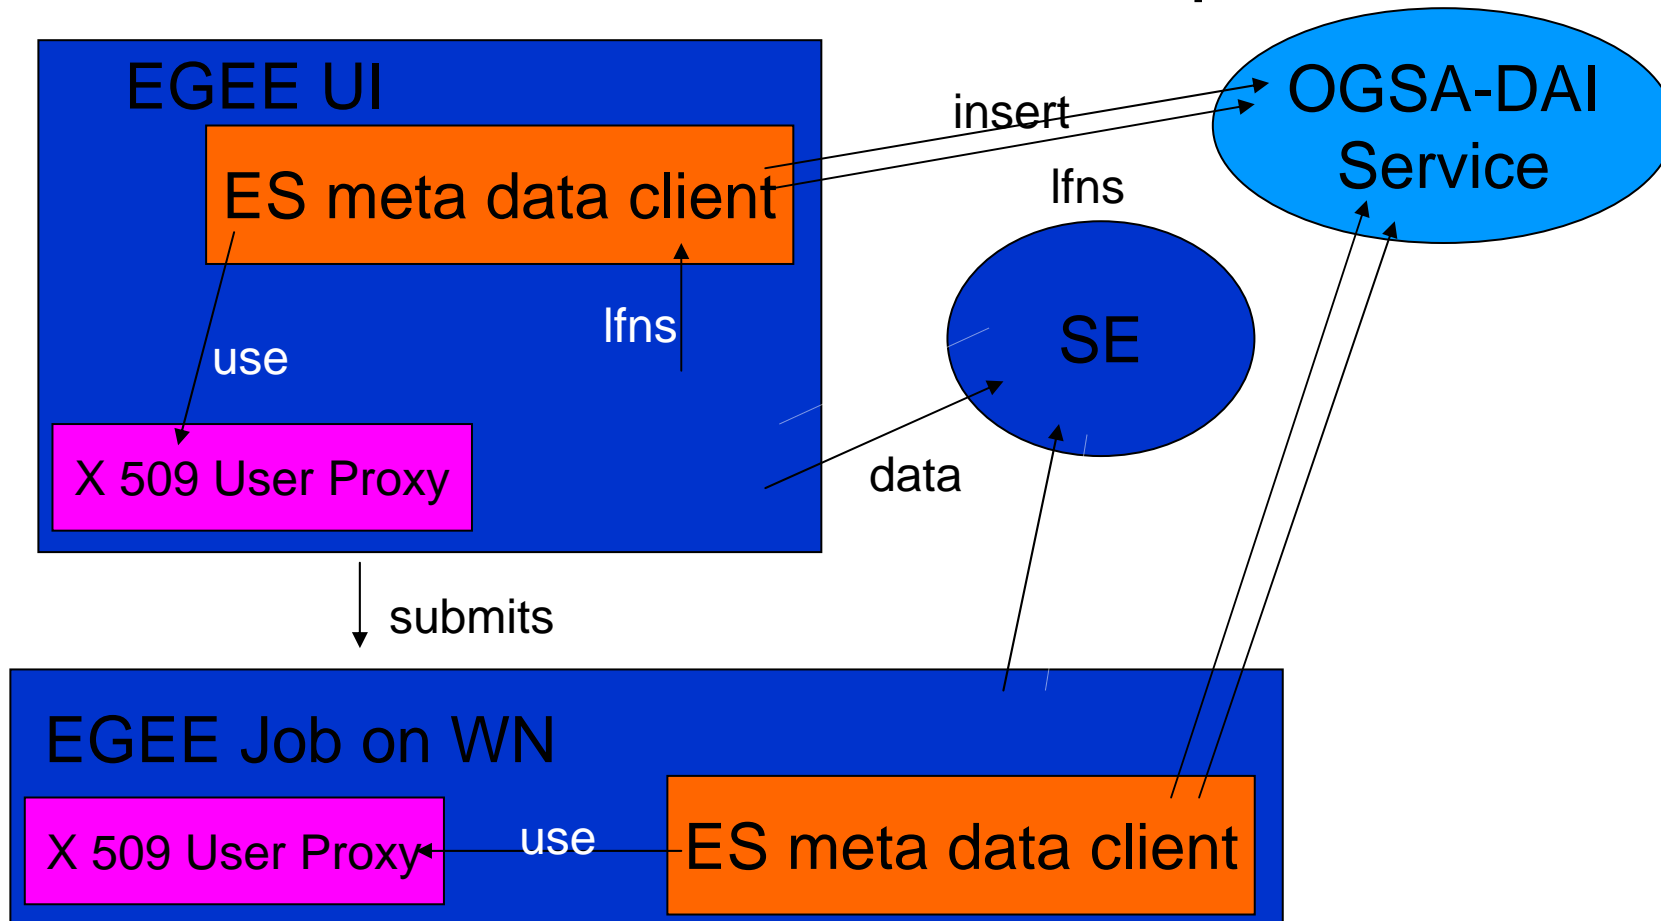 EGEE UI
ES meta data client
use
lfns
X 509 User Proxy
insert
lfns
OGSA-DAI
Service
SE
data
submits
EGEE Job on WN
X 509 User Proxy
use
ES meta data client